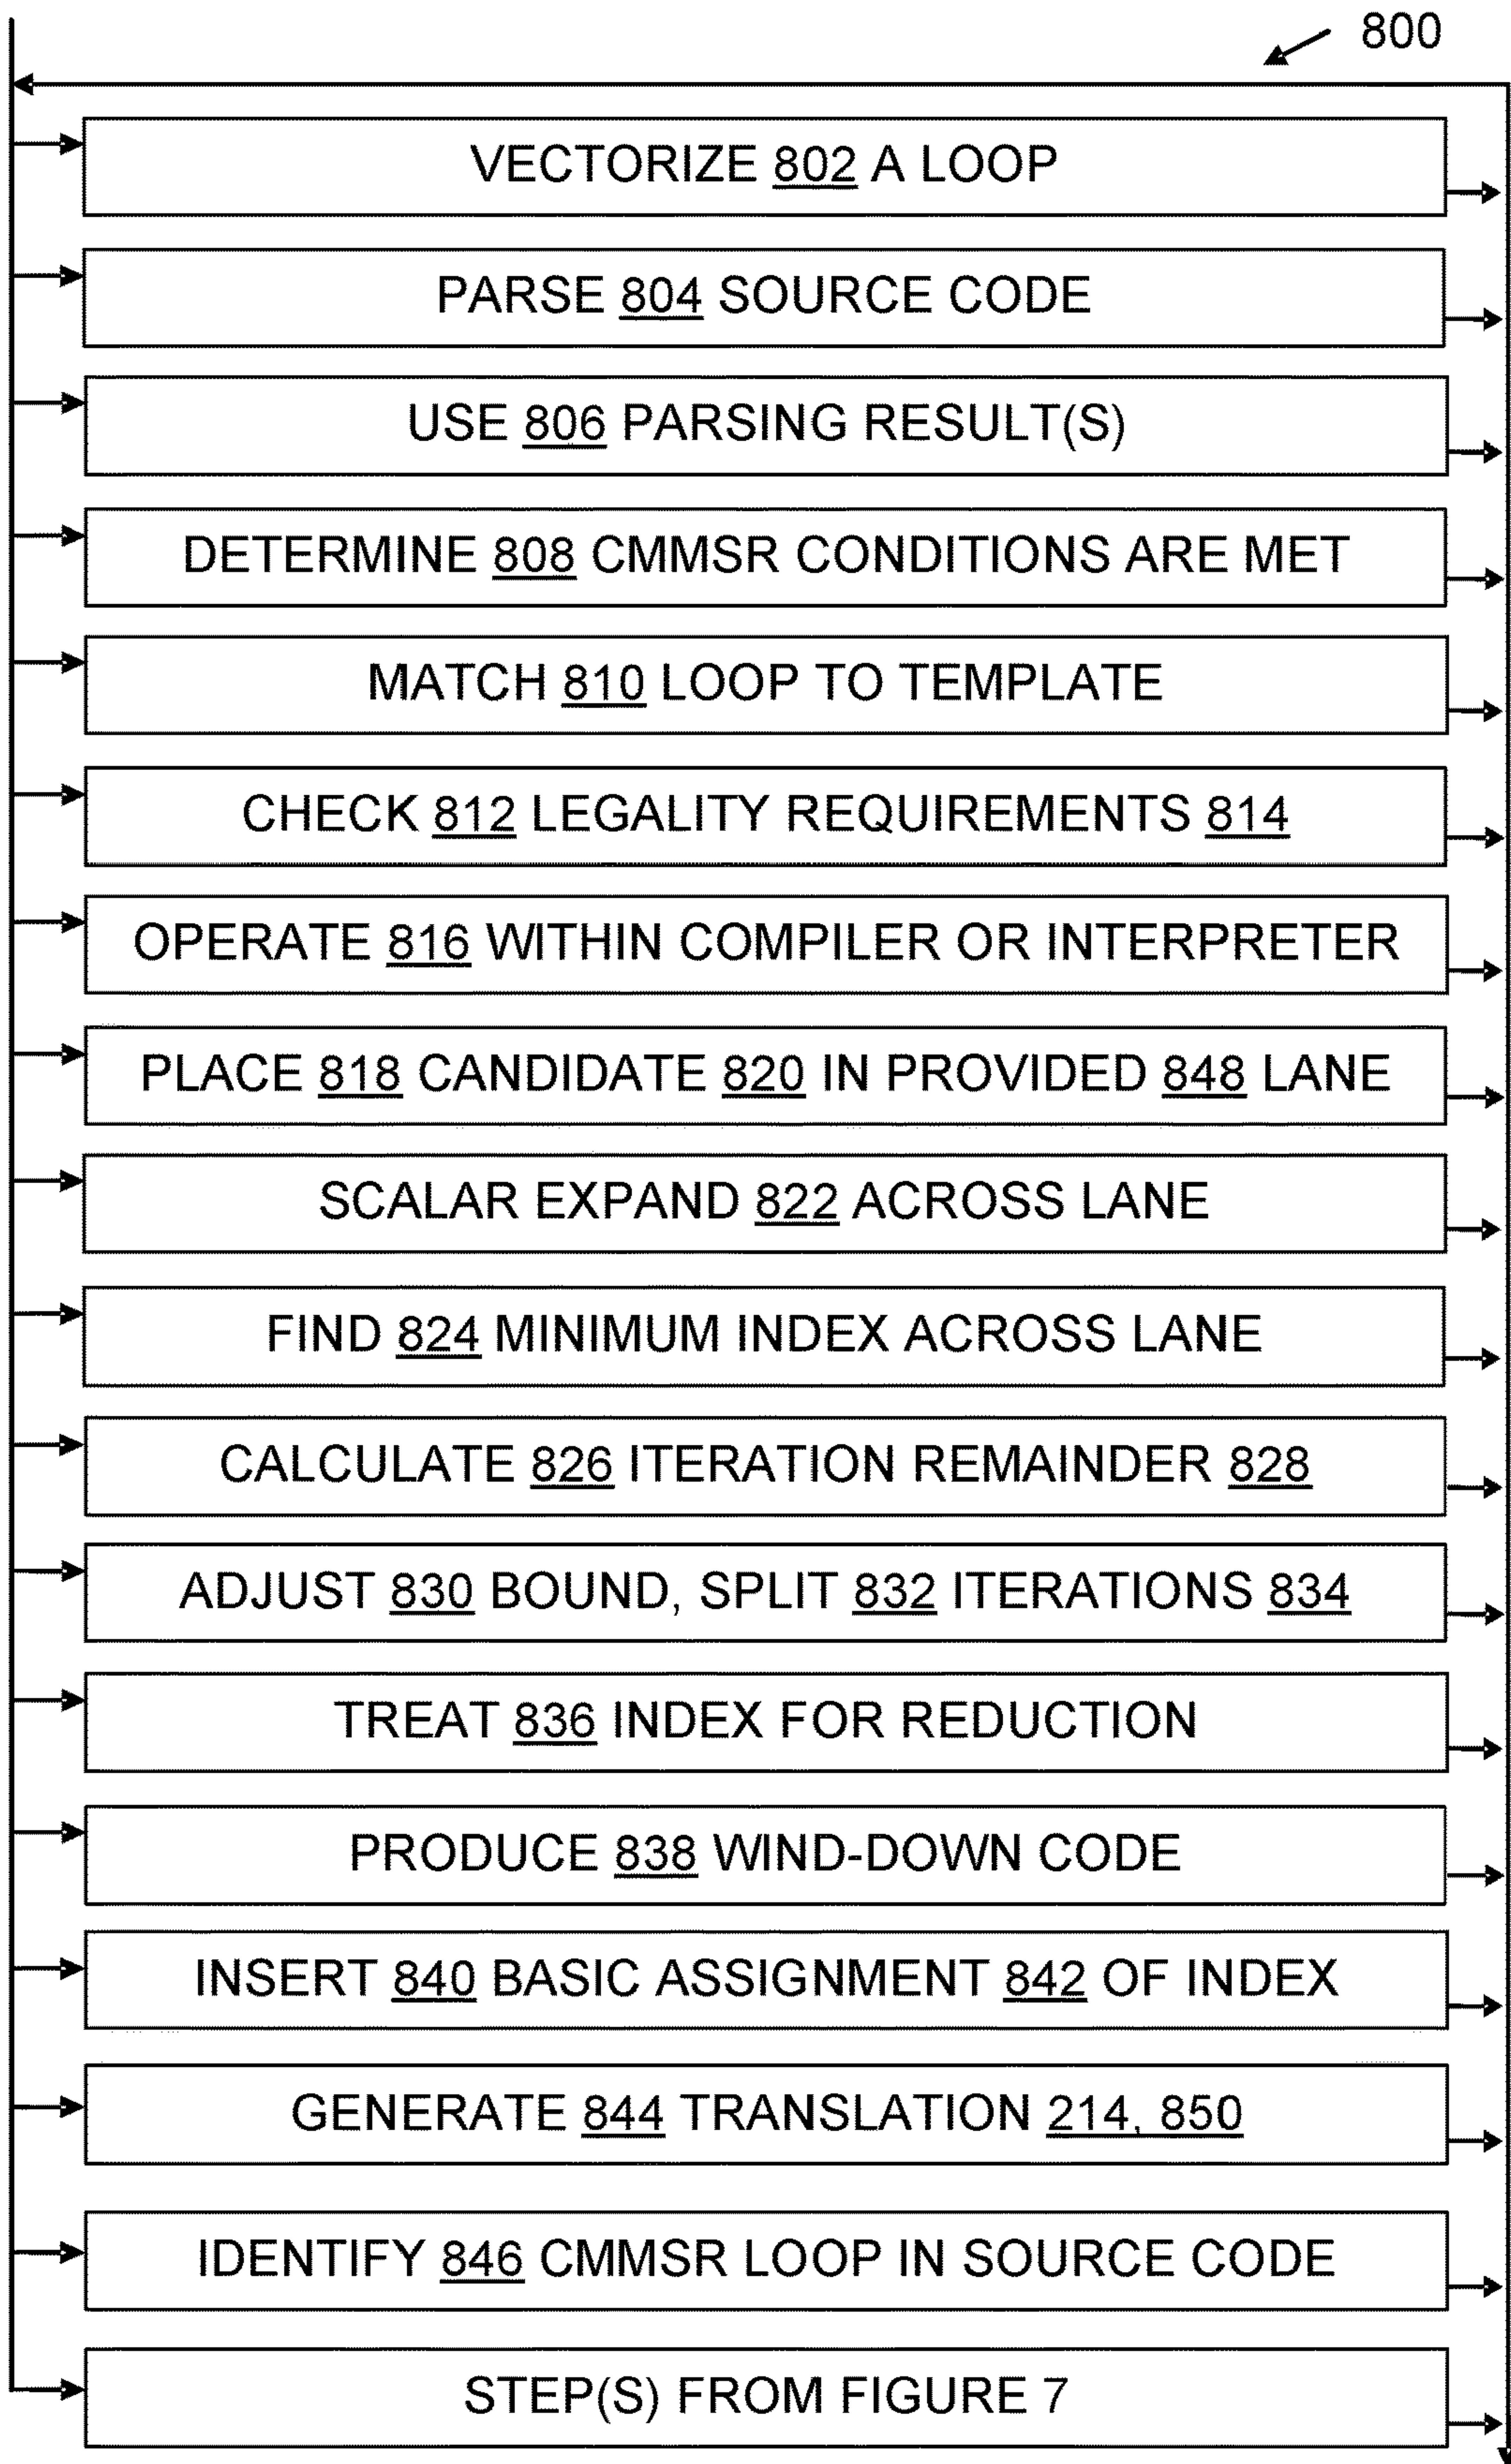 800
VECTORIZE 802 A LOOP
PARSE 804 SOURCE CODE
USE 806 PARSING RESULT(S)
DETERMINE 808 CMMSR CONDITIONS ARE MET
MATCH 810 LOOP TO TEMPLATE
CHECK 812 LEGALITY REQUIREMENTS 814
OPERATE 816 WITHIN COMPILER OR INTERPRETER
PLACE 818 CANDIDATE 820 IN PROVIDED 848 LANE
SCALAR EXPAND 822 ACROSS LANE
FIND 824 MINIMUM INDEX ACROSS LANE
CALCULATE 826 ITERATION REMAINDER 828
ADJUST 830 BOUND, SPLIT 832 ITERATIONS 834
TREAT 836 INDEX FOR REDUCTION
PRODUCE 838 WIND-DOWN CODE
INSERT 840 BASIC ASSIGNMENT 842 OF INDEX
GENERATE 844 TRANSLATION 214, 850
IDENTIFY 846 CMMSR LOOP IN SOURCE CODE
STEP(S) FROM FIGURE 7